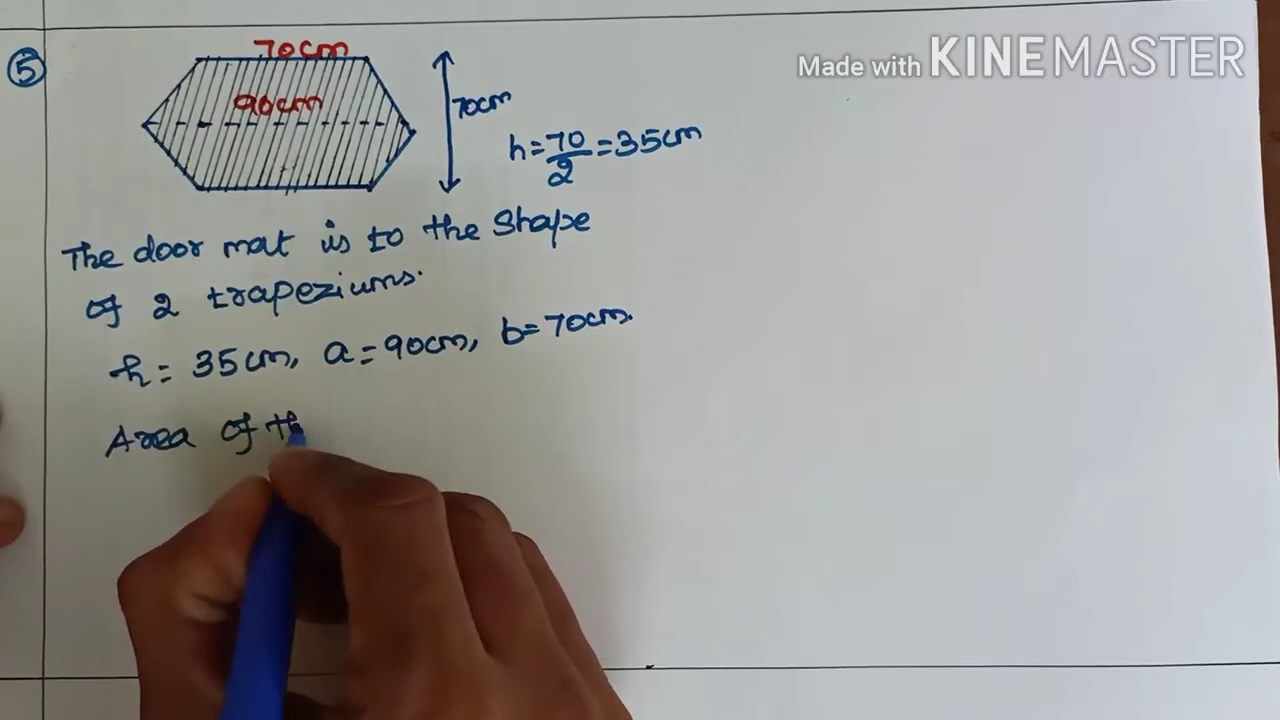 Made with KINEMASTER
5
70cm
90cm
70cm
h=70/2=35cm
The door mat is to the Shape
of 2 trapeziums.
h= 35cm, a=90cm, b=70cm.
Area of th